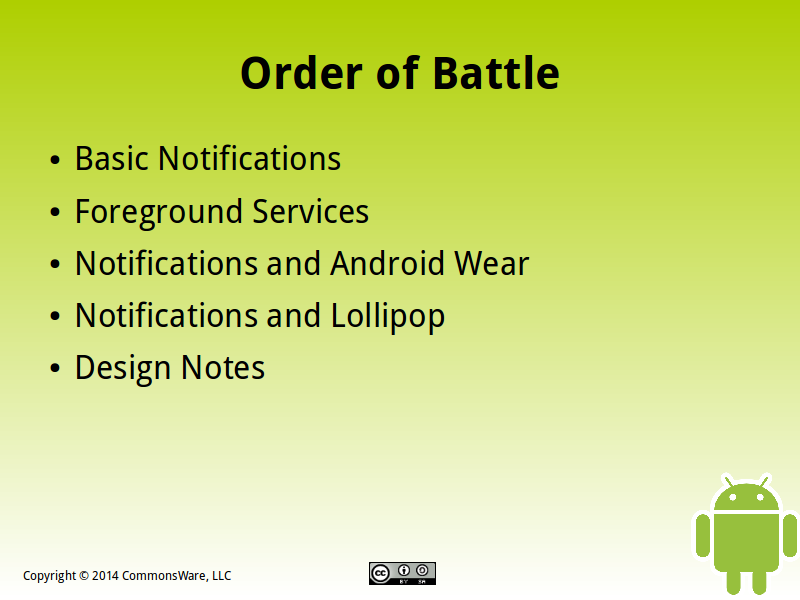 Order of Battle
• Basic Notifications
• Foreground Services
• Notifications and Android Wear
• Notifications and Lollipop
• Design Notes
Copyright © 2014 CommonsWare, LLC
cc BY SA